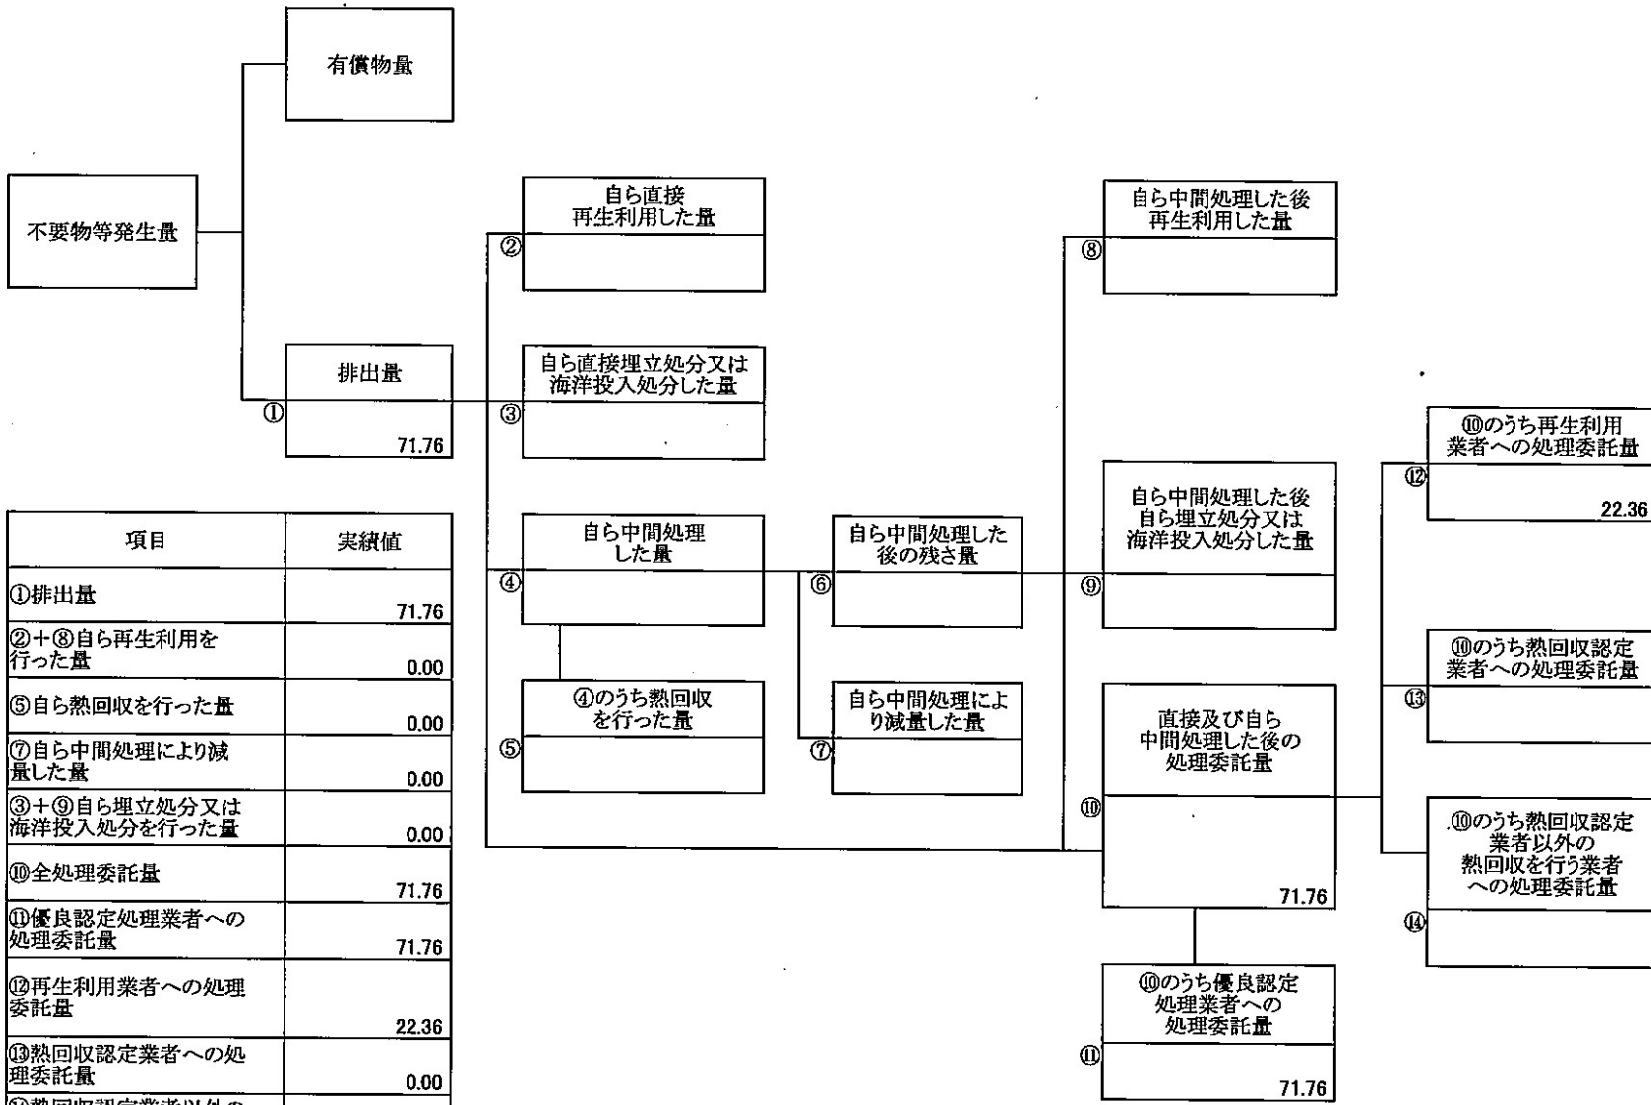 有償物量
不要物等発生量
排出量
①
71.76
自ら直接
再生利用した量
②
自ら直接埋立処分又は
海洋投入処分した量
③
自ら中間処理
した量
④
④のうち熱回収
を行った量
⑤
自ら中間処理した
後の残さ量
⑥
自ら中間処理によ
り減量した量
⑦
自ら中間処理した後
再生利用した量
⑧
自ら中間処理した後
自ら埋立処分又は
海洋投入処分した量
⑨
直接及び自ら
中間処理した後の
処理委託量
⑩
71.76
⑩のうち優良認定
処理業者への
処理委託量
⑪
71.76
⑩のうち再生利用
業者への処理委託量
⑫
22.36
⑩のうち熱回収認定
業者への処理委託量
⑬
⑩のうち熱回収認定
業者以外の
熱回収を行う業者
への処理委託量
⑭
項目 実績値
①排出量 71.76
②+⑧自ら再生利用を
行った量 0.00
⑤自ら熱回収を行った量 0.00
⑦自ら中間処理により減
量した量 0.00
③+⑨自ら埋立処分又は
海洋投入処分を行った量 0.00
⑩全処理委託量 71.76
⑪優良認定処理業者への
処理委託量 71.76
⑫再生利用業者への処理
委託量 22.36
⑬熱回収認定業者への処
理委託量 0.00
⑭熱回収認定業者以外の